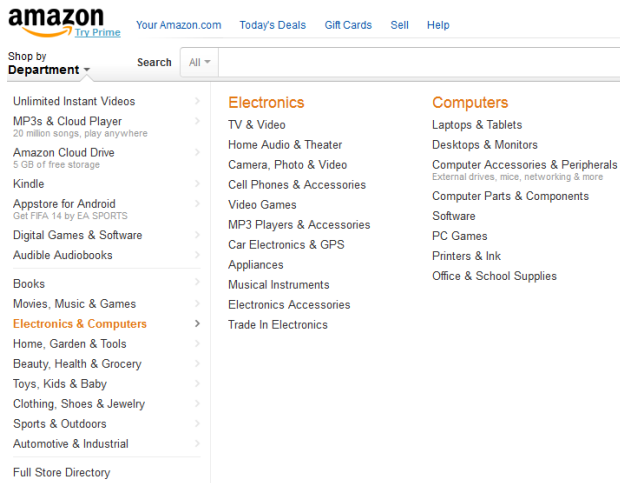 amazon
Try Prime
Your Amazon.com Today's Deals Gift Cards Sell Help
Shop by
Department
Search All
Unlimited Instant Videos
MP3s & Cloud Player
20 million songs, play anywhere
Amazon Cloud Drive
5 GB of free storage
Kindle
Appstore for Android
Get FIFA 14 by EA SPORTS
Digital Games & Software
Audible Audiobooks
Books
Movies, Music & Games
Electronics & Computers
Home, Garden & Tools
Beauty, Health & Grocery
Toys, Kids & Baby
Clothing, Shoes & Jewelry
Sports & Outdoors
Automotive & Industrial
Full Store Directory
Electronics
TV & Video
Home Audio & Theater
Camera, Photo & Video
Cell Phones & Accessories
Video Games
MP3 Players & Accessories
Car Electronics & GPS
Appliances
Musical Instruments
Electronics Accessories
Trade In Electronics
Computers
Laptops & Tablets
Desktops & Monitors
Computer Accessories & Peripherals
External drives, mice, networking & more
Computer Parts & Components
Software
PC Games
Printers & Ink
Office & School Supplies